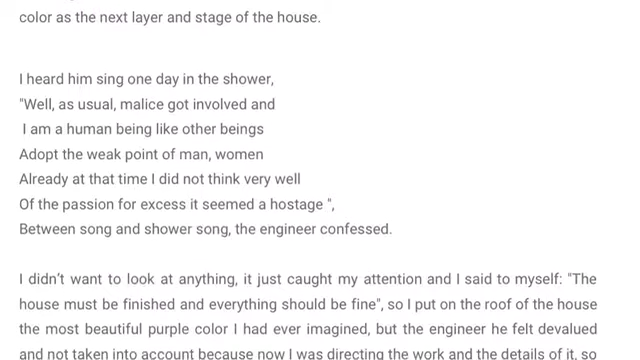 color as the next layer and stage of the house.
I heard him sing one day in the shower,
"Well, as usual, malice got involved and
I am a human being like other beings
Adopt the weak point of man, women
Already at that time I did not think very well
Of the passion for excess it seemed a hostage ",
Between song and shower song, the engineer confessed.
I didn't want to look at anything, it just caught my attention and I said to myself: "The
house must be finished and everything should be fine", so I put on the roof of the house
the most beautiful purple color I had ever imagined, but the engineer he felt devalued
and not taken into account because now I was directing the work and the details of it, so